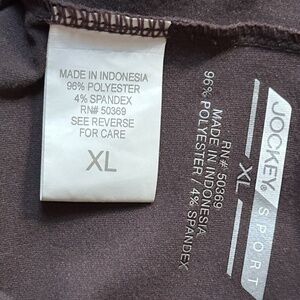 MADE IN INDONESIA
96% POLYESTER
4% SPANDEX
RN# 50369
SEE REVERSE
FOR CARE
XL
JOCKEY® SPORT
XL
RN# 50369
MADE IN INDONESIA
96% POLYESTER / 4% SPANDEX